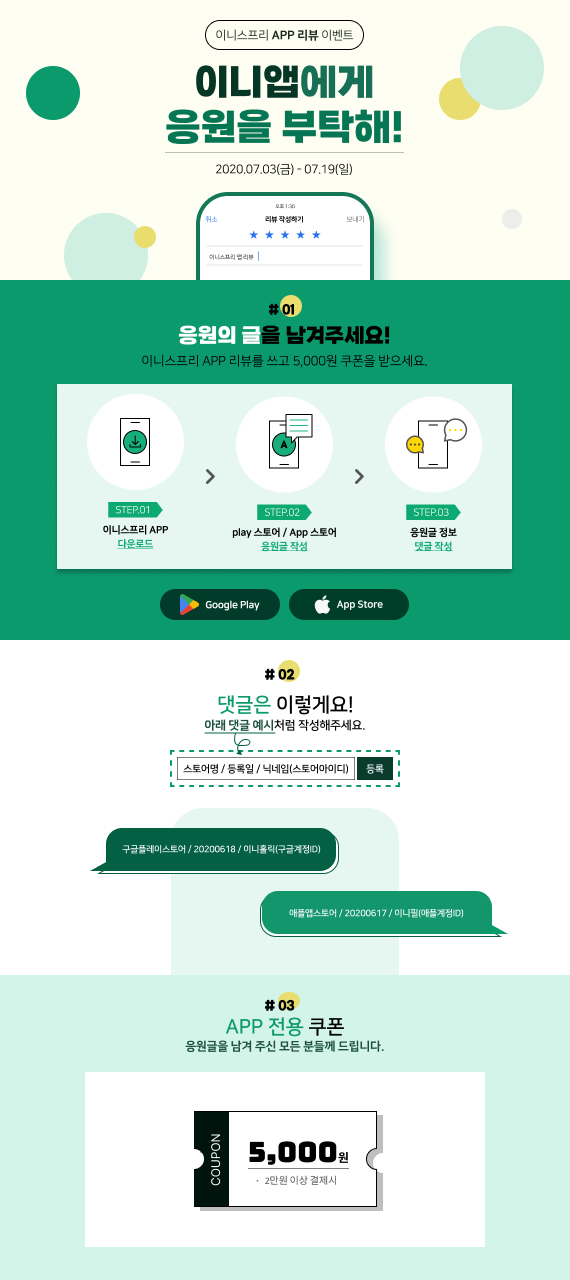 이니스프리 APP 리뷰 이벤트
이니앱에게
응원을 부탁해!
2020.07.03(금) - 07.19(일)
오후 1:30
취소 리뷰 작성하기 보내기
★ ★ ★ ★ ★
이니스프리 앱 리뷰
# 01
응원의 글을 남겨주세요!
이니스프리 APP 리뷰를 쓰고 5,000원 쿠폰을 받으세요.
A
STEP.01
이니스프리 APP
다운로드
STEP.02
play 스토어 / App 스토어
응원글 작성
STEP.03
응원글 정보
댓글 작성
Google Play
App Store
# 02
댓글은 이렇게요!
아래 댓글 예시처럼 작성해주세요.
스토어명 / 등록일 / 닉네임(스토어아이디) 등록
구글플레이스토어 / 20200618 / 이니홀릭(구글계정ID)
애플앱스토어 / 20200617 / 이니필(애플계정ID)
# 03
APP 전용 쿠폰
응원글을 남겨 주신 모든 분들께 드립니다.
COUPON
5,000원
· 2만원 이상 결제시